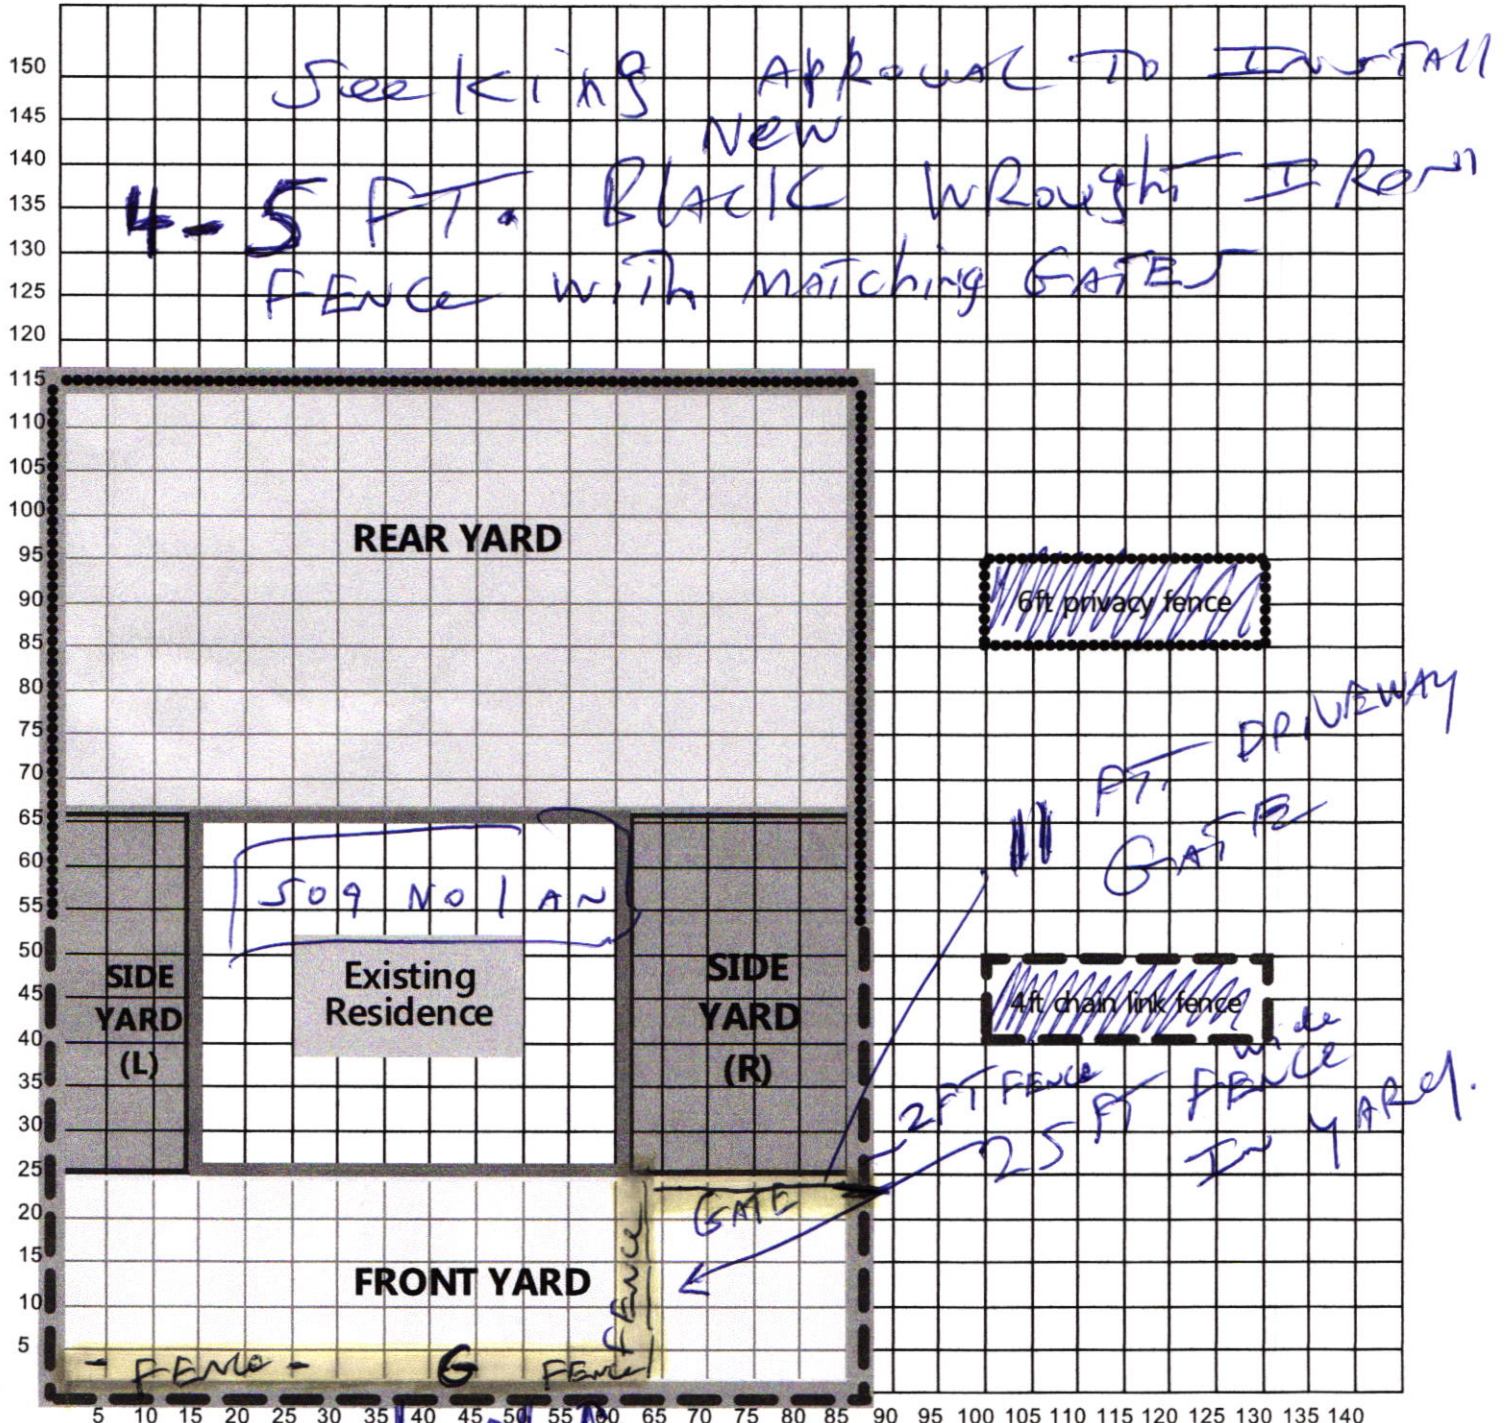 Seeking Approval To Install
New
4-5 FT. Black Wrought Iron
FENCe with MATching GATES
150
145
140
135
130
125
120
115
110
105
100
95
90
85
80
75
70
65
60
55
50
45
40
35
30
25
20
15
10
5
REAR YARD
6ft privacy fence
11 FT. DRIVEWAY
GATE
509 NolAN
Existing
Residence
SIDE
YARD
(L)
SIDE
YARD
(R)
4ft chain link fence
2 FT FENCe
25 FT FENCe wide
In YARd.
GATE
FENCe
FRONT YARD
- FENCe - G FENCe
5 10 15 20 25 30 35 40 45 50 55 60 65 70 75 80 85 90 95 100 105 110 115 120 125 130 135 140